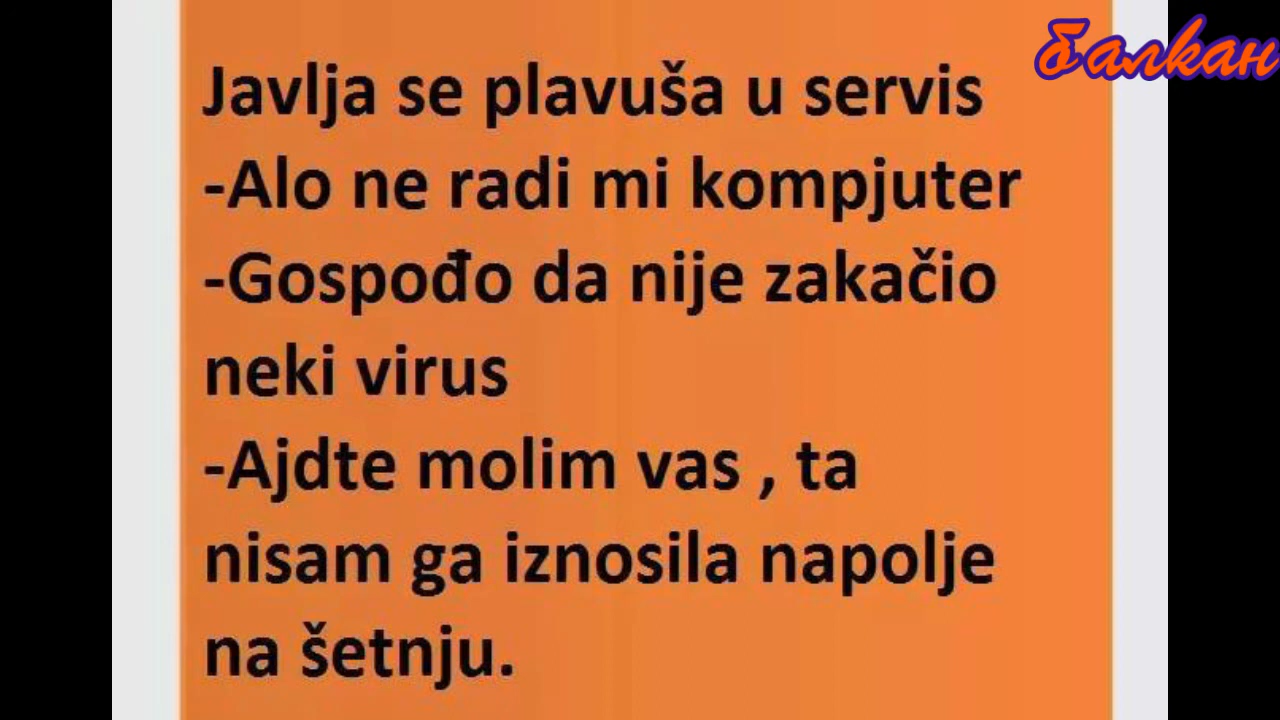 балкан
Javlja se plavuša u servis
-Alo ne radi mi kompjuter
-Gospođo da nije zakačio
neki virus
-Ajdte molim vas , ta
nisam ga iznosila napolje
na šetnju.